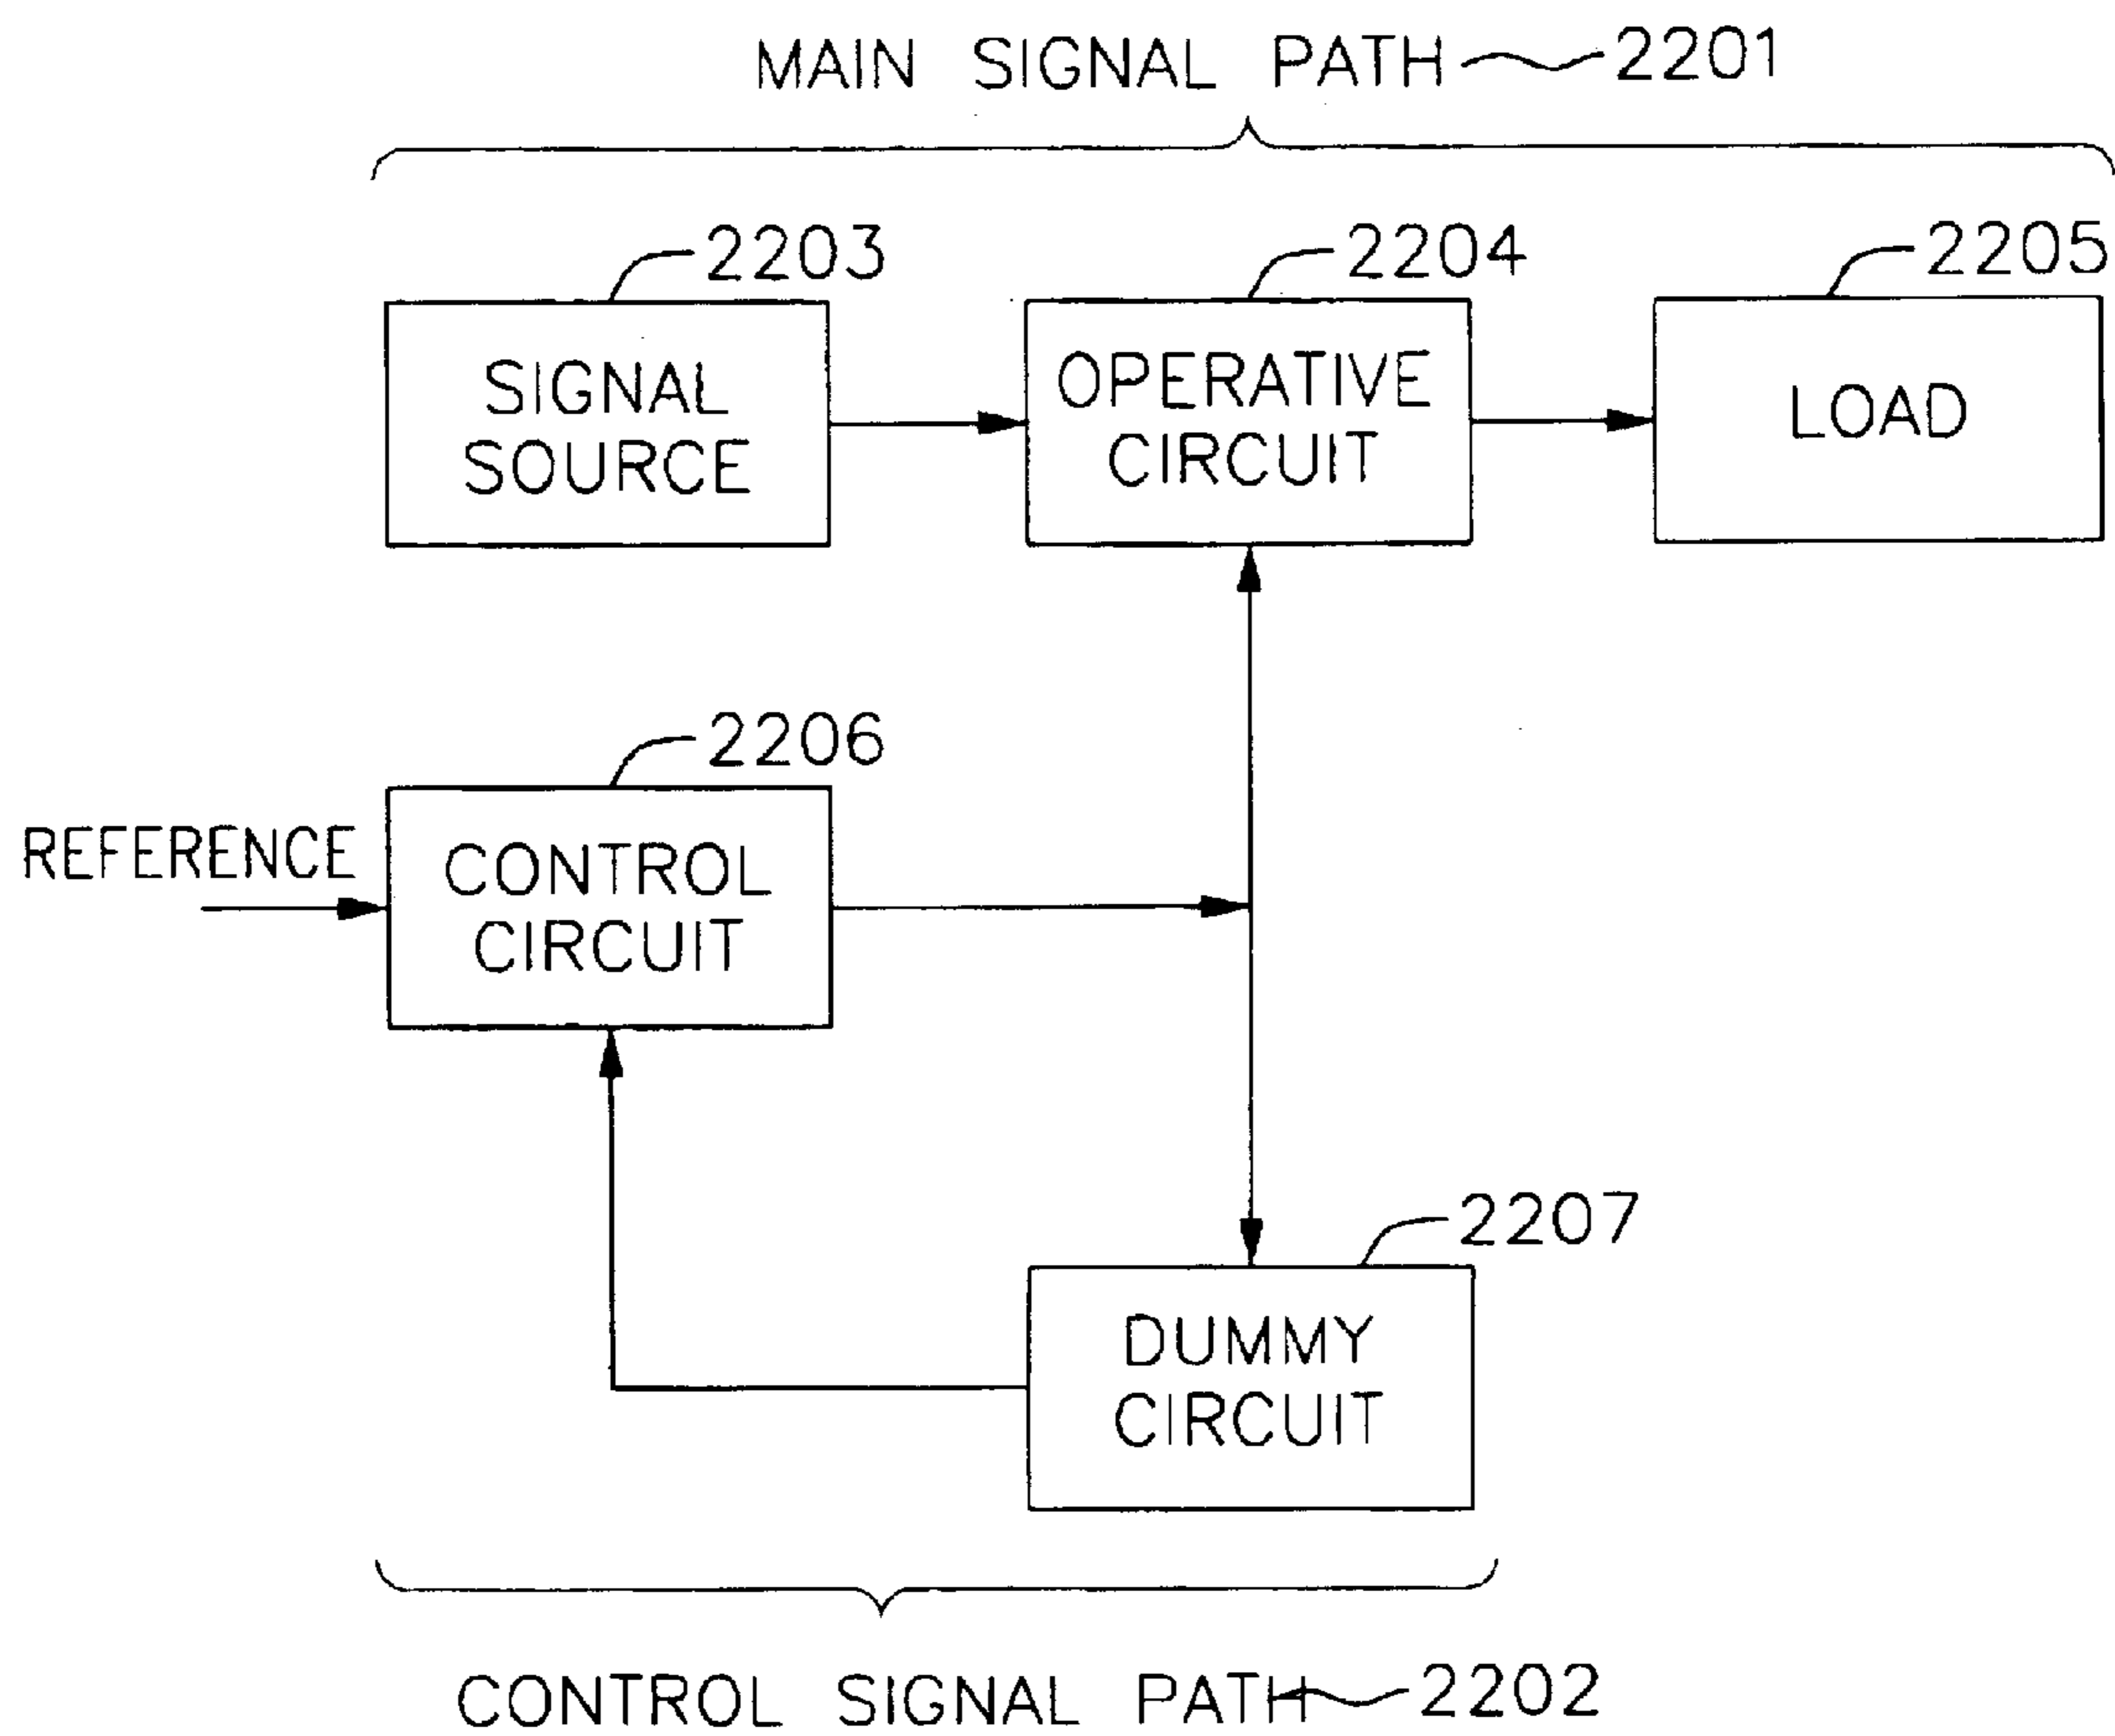 MAIN SIGNAL PATH 2201
2203
2204
2205
SIGNAL
SOURCE
OPERATIVE
CIRCUIT
LOAD
2206
REFERENCE
CONTROL
CIRCUIT
2207
DUMMY
CIRCUIT
CONTROL SIGNAL PATH 2202